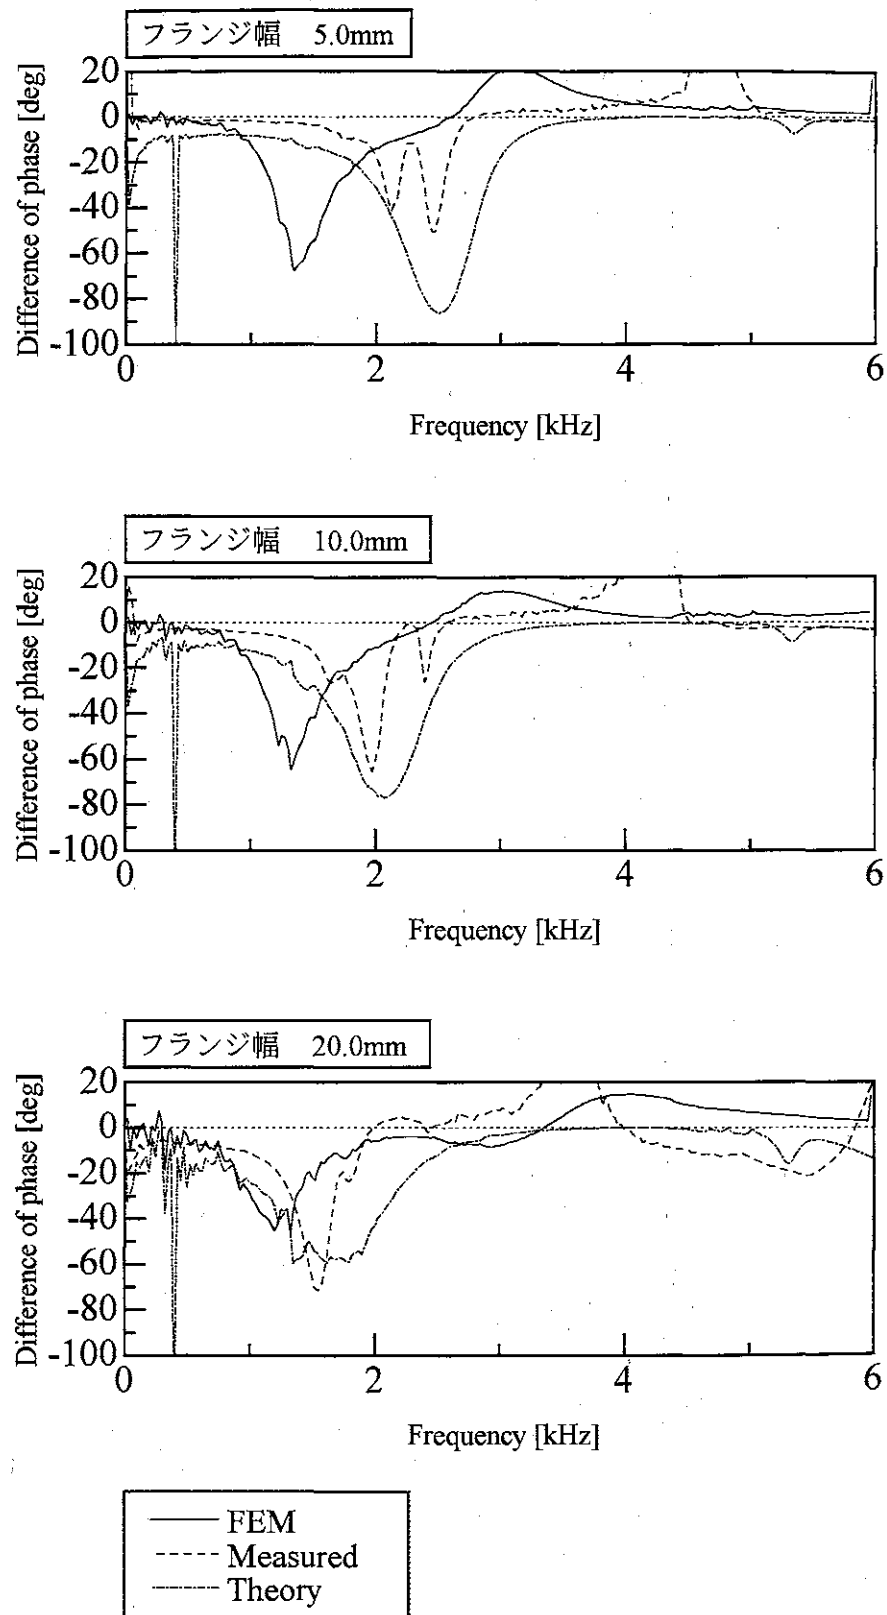 フランジ幅　5.0mm
Difference of phase [deg]
20
0
-20
-40
-60
-80
-100
0
2
4
6
Frequency [kHz]
フランジ幅　10.0mm
Difference of phase [deg]
20
0
-20
-40
-60
-80
-100
0
2
4
6
Frequency [kHz]
フランジ幅　20.0mm
Difference of phase [deg]
20
0
-20
-40
-60
-80
-100
0
2
4
6
Frequency [kHz]
FEM
Measured
Theory